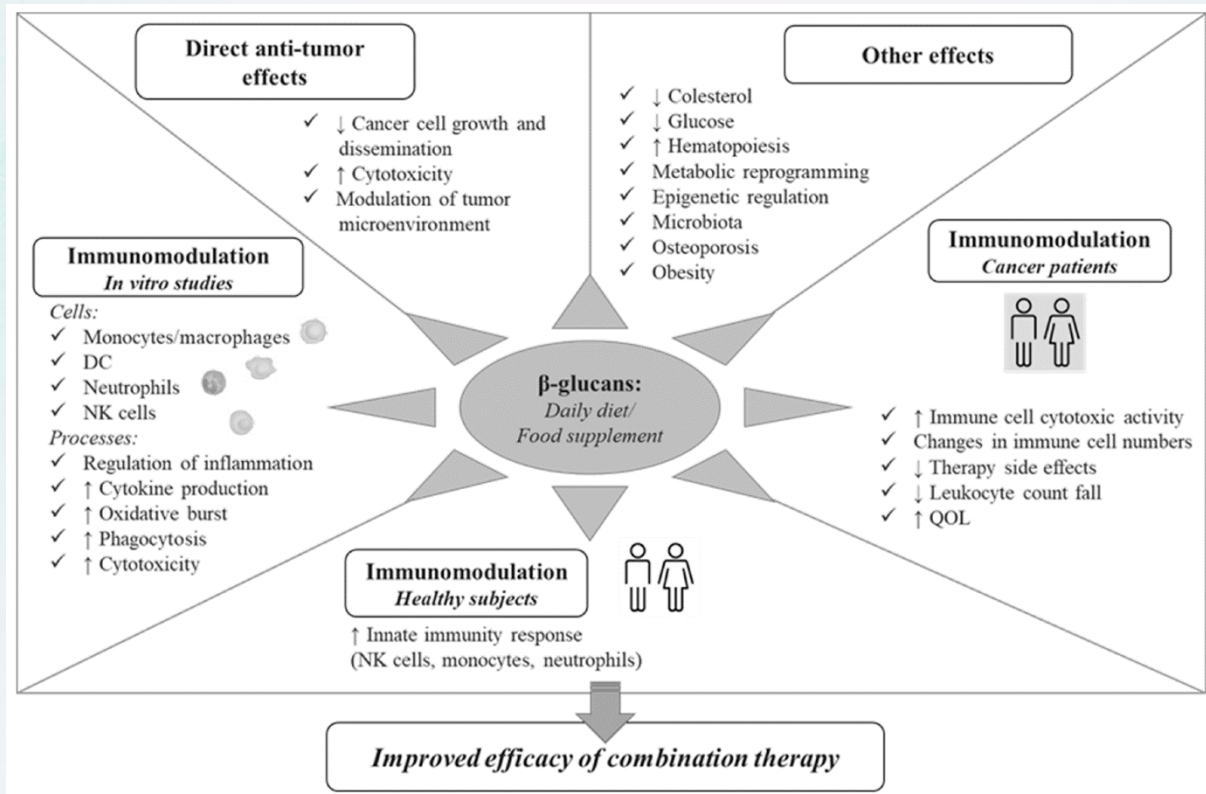 Direct anti-tumor
effects
✓ ↓ Cancer cell growth and
dissemination
✓ ↑ Cytotoxicity
✓ Modulation of tumor
microenvironment
Other effects
✓ ↓ Colesterol
✓ ↓ Glucose
✓ ↑ Hematopoiesis
✓ Metabolic reprogramming
✓ Epigenetic regulation
✓ Microbiota
✓ Osteoporosis
✓ Obesity
Immunomodulation
In vitro studies
Cells:
✓ Monocytes/macrophages
✓ DC
✓ Neutrophils
✓ NK cells
Processes:
✓ Regulation of inflammation
✓ ↑ Cytokine production
✓ ↑ Oxidative burst
✓ ↑ Phagocytosis
✓ ↑ Cytotoxicity
β-glucans:
Daily diet/
Food supplement
Immunomodulation
Cancer patients
✓ ↑ Immune cell cytotoxic activity
✓ Changes in immune cell numbers
✓ ↓ Therapy side effects
✓ ↓ Leukocyte count fall
✓ ↑ QOL
Immunomodulation
Healthy subjects
↑ Innate immunity response
(NK cells, monocytes, neutrophils)
Improved efficacy of combination therapy